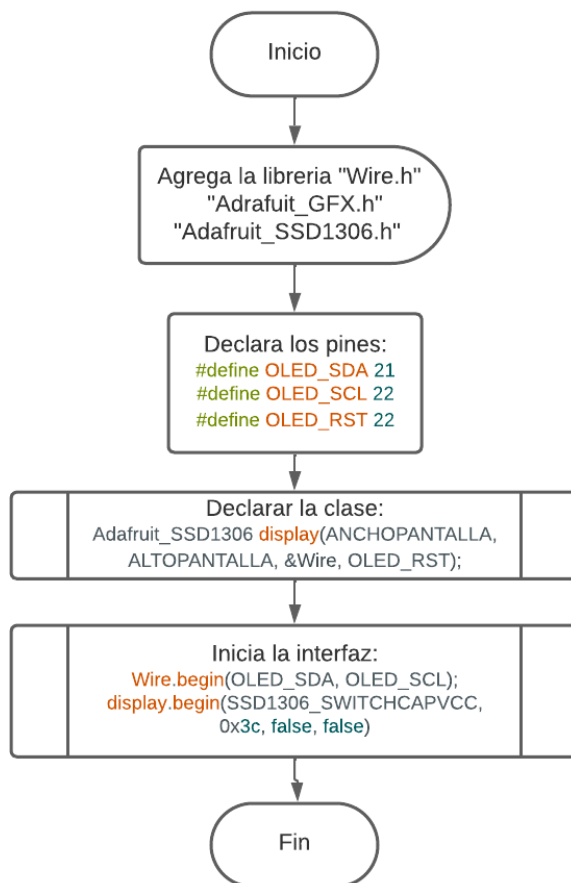 Inicio
Agrega la libreria "Wire.h"
"Adrafuit_GFX.h"
"Adafruit_SSD1306.h"
Declara los pines:
#define OLED_SDA 21
#define OLED_SCL 22
#define OLED_RST 22
Declarar la clase:
Adafruit_SSD1306 display(ANCHOPANTALLA,
ALTOPANTALLA, &Wire, OLED_RST);
Inicia la interfaz:
Wire.begin(OLED_SDA, OLED_SCL);
display.begin(SSD1306_SWITCHCAPVCC,
0x3c, false, false)
Fin